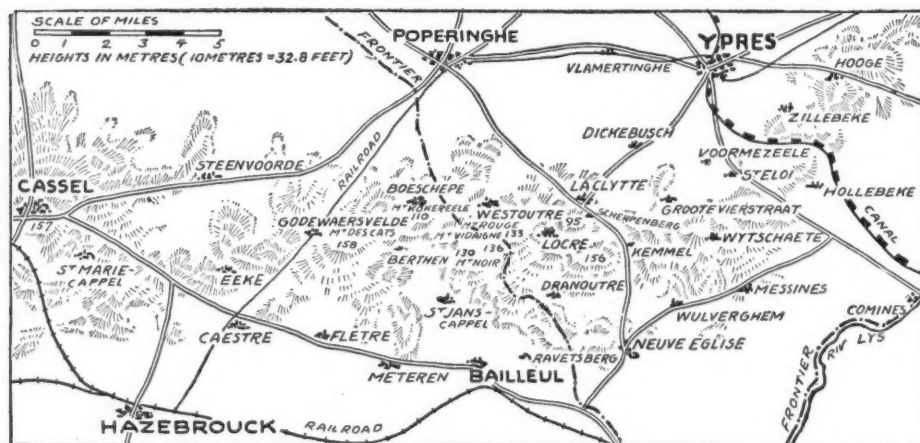 SCALE OF MILES
0 1 2 3 4 5
HEIGHTS IN METRES (10 METRES = 32.8 FEET)
FRONTIER
POPERINGHE
YPRES
VLAMERTINGHE
HOOGE
ZILLEBEKE
DICKEBUSCH
VOORMEZEELE
ST ELOI
HOLLEBEKE
CANAL
STEENVOORDE
RAILROAD
CASSEL
157
BOESCHEPE
MT KOKEREELE
110
WESTOUTRE
LACLYTTE
SCHERPENBERG
95
GROOTEVIERSTRAAT
GODEWAERSVELDE
MT DES CATS
158
MT ROUGE
MT VIDAIGNE 133
136
130 MT NOIR
BERTHEN
LOCRE
156
KEMMEL
WYTSCHAETE
ST MARIE-
CAPPEL
EEKE
DRANOUTRE
MESSINES
COMINES
ST JANS-
CAPPEL
WULVERGHEM
RIV LYS
CAESTRE
FLETRE
METEREN
BAILLEUL
RAVETSBERG
NEUVE EGLISE
FRONTIER
HAZEBROUCK
RAILROAD